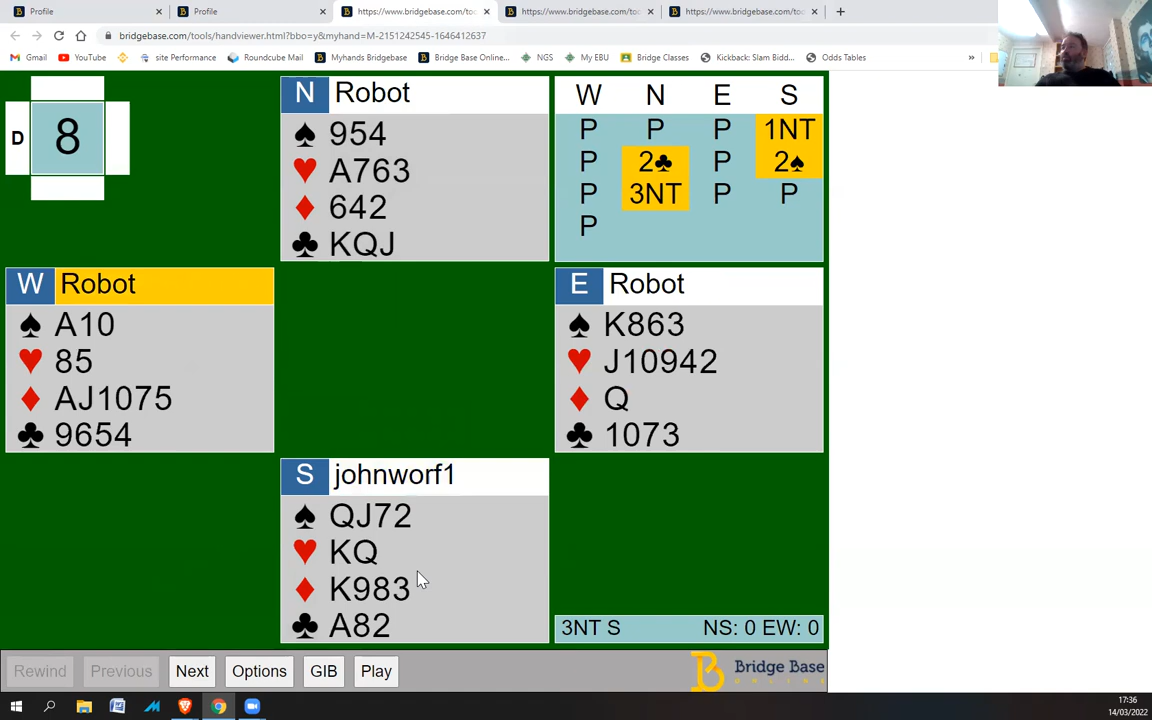 Profile
Profile
https://www.bridgebase.com/too
https://www.bridgebase.com/too
https://www.bridgebase.com/too
bridgebase.com/tools/handviewer.html?bbo=y&myhand=M-2151242545-1646412637
Gmail YouTube site Performance Roundcube Mail Myhands Bridgebase Bridge Base Online... NGS My EBU Bridge Classes Kickback: Slam Bidd... Odds Tables »
D 8
N Robot
♠ 954
♥ A763
♦ 642
♣ KQJ
W N E S
P P P 1NT
P 2♣ P 2♠
P 3NT P P
P
W Robot
♠ A10
♥ 85
♦ AJ1075
♣ 9654
E Robot
♠ K863
♥ J10942
♦ Q
♣ 1073
S johnworf1
♠ QJ72
♥ KQ
♦ K983
♣ A82
3NT S NS: 0 EW: 0
Rewind Previous Next Options GIB Play
Bridge Base
ONLINE
17:36
14/03/2022